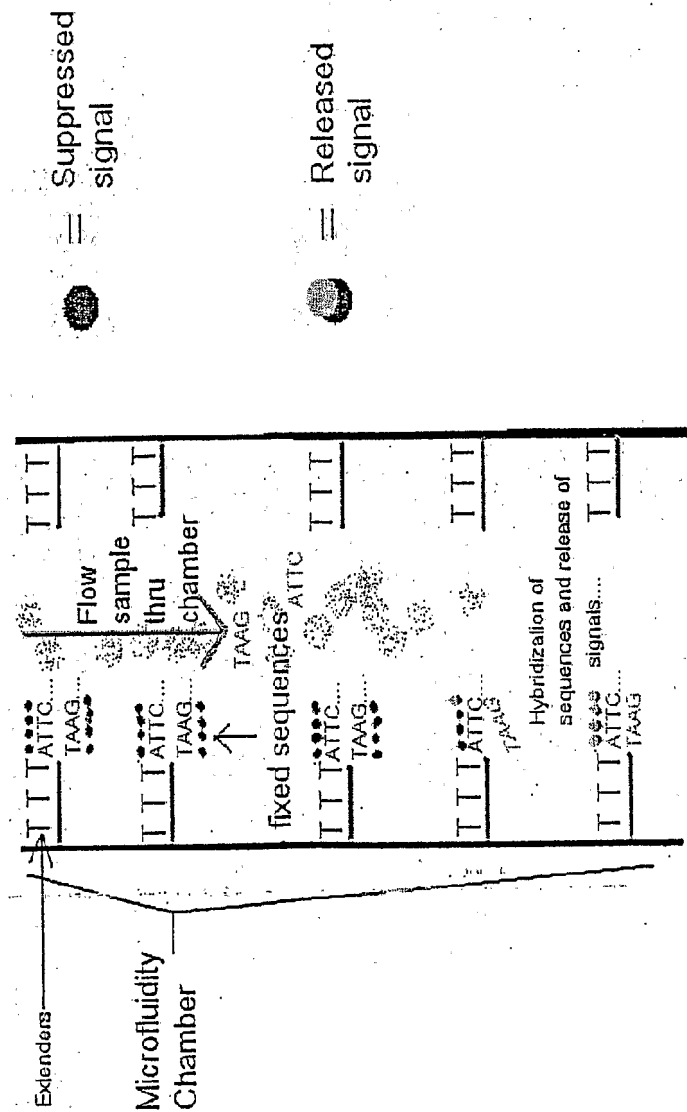 Extenders
Microfluidity
Chamber
T T T ATTC....
TAAG....
T T T
Flow
sample
thru
chamber
T T T ATTC....
TAAG....
T T T
TAAG
fixed sequences
ATTC
T T T ATTC....
TAAG....
T T T
T T T ATTC...
TAAG
T T T
Hybridization of
sequences and release of
signals....
T T T ATTC....
TAAG
T T T
= Suppressed
signal
= Released
signal